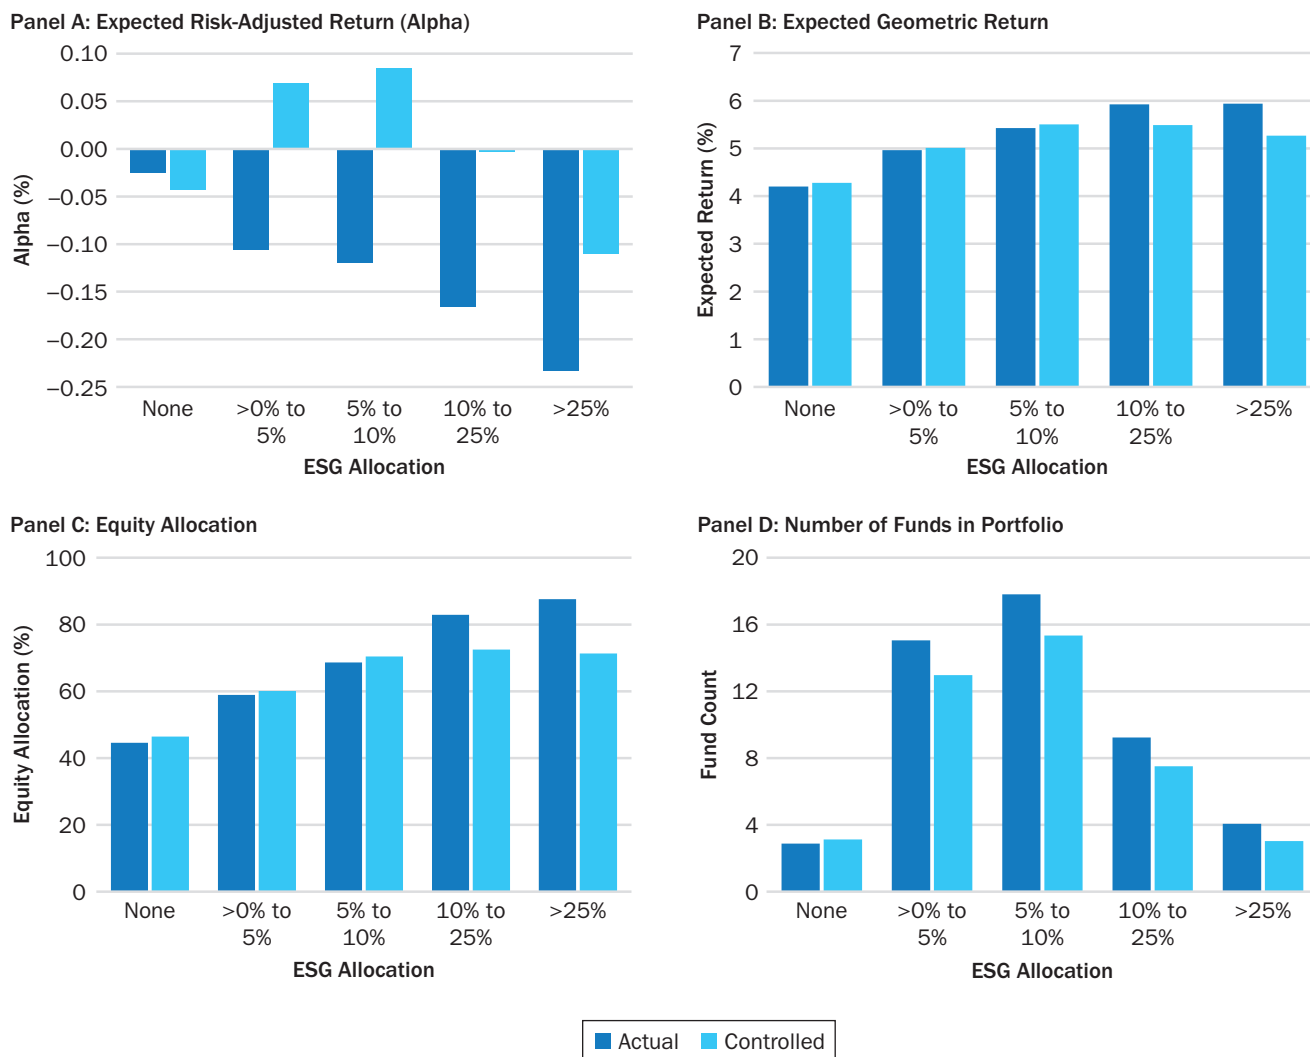 Panel A: Expected Risk-Adjusted Return (Alpha)
0.10
0.05
0.00
–0.05
–0.10
–0.15
–0.20
–0.25
Alpha (%)
None
>0% to
5%
5% to
10%
10% to
25%
>25%
ESG Allocation
Panel B: Expected Geometric Return
7
6
5
4
3
2
1
0
Expected Return (%)
None
>0% to
5%
5% to
10%
10% to
25%
>25%
ESG Allocation
Panel C: Equity Allocation
100
80
60
40
20
0
Equity Allocation (%)
None
>0% to
5%
5% to
10%
10% to
25%
>25%
ESG Allocation
Panel D: Number of Funds in Portfolio
20
16
12
8
4
0
Fund Count
None
>0% to
5%
5% to
10%
10% to
25%
>25%
ESG Allocation
Actual
Controlled